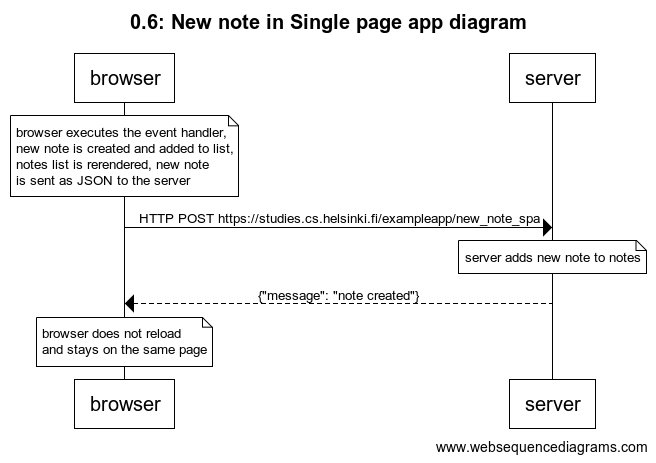 0.6: New note in Single page app diagram
browser
server
browser executes the event handler,
new note is created and added to list,
notes list is rerendered, new note
is sent as JSON to the server
HTTP POST https://studies.cs.helsinki.fi/exampleapp/new_note_spa
server adds new note to notes
{"message": "note created"}
browser does not reload
and stays on the same page
browser
server
www.websequencediagrams.com